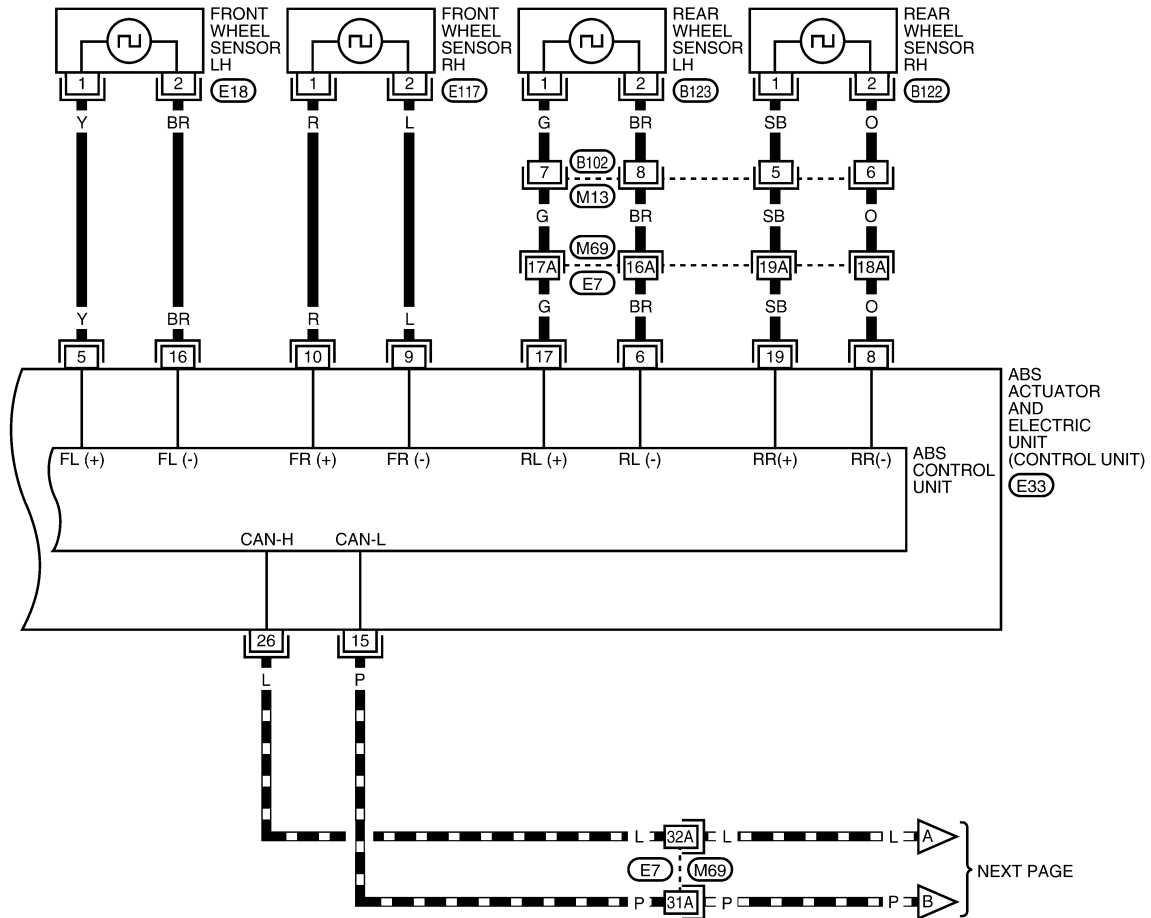 FRONT
WHEEL
SENSOR
LH
E18
FRONT
WHEEL
SENSOR
RH
E117
REAR
WHEEL
SENSOR
LH
B123
REAR
WHEEL
SENSOR
RH
B122
1 2 1 2 1 2 1 2
Y BR R L G BR SB O
7 B102 8 5 6
M13
G BR SB O
M69
17A 16A 19A 18A
E7
Y BR R L G BR SB O
5 16 10 9 17 6 19 8
ABS
ACTUATOR
AND
ELECTRIC
UNIT
(CONTROL UNIT)
E33
FL (+) FL (-) FR (+) FR (-) RL (+) RL (-) RR(+) RR(-)
ABS
CONTROL
UNIT
CAN-H CAN-L
26 15
L P
L 32A L L A
E7 M69
NEXT PAGE
P 31A P P B